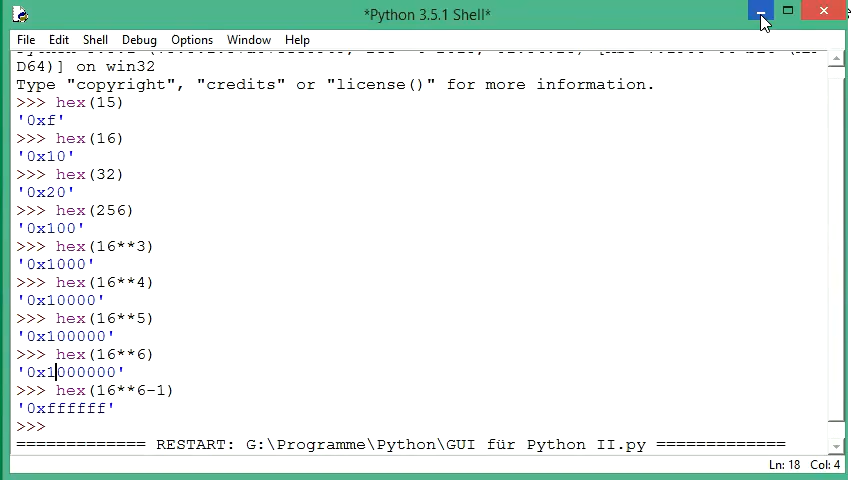 *Python 3.5.1 Shell*
File Edit Shell Debug Options Window Help
D64)] on win32
Type "copyright", "credits" or "license()" for more information.
>>> hex(15)
'0xf'
>>> hex(16)
'0x10'
>>> hex(32)
'0x20'
>>> hex(256)
'0x100'
>>> hex(16**3)
'0x1000'
>>> hex(16**4)
'0x10000'
>>> hex(16**5)
'0x100000'
>>> hex(16**6)
'0x1000000'
>>> hex(16**6-1)
'0xffffff'
>>>
============= RESTART: G:\Programme\Python\GUI für Python II.py =============
Ln: 18 Col: 4